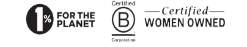 1% FOR THE
PLANET
Certified
B
Corporation
Certified
WOMEN OWNED